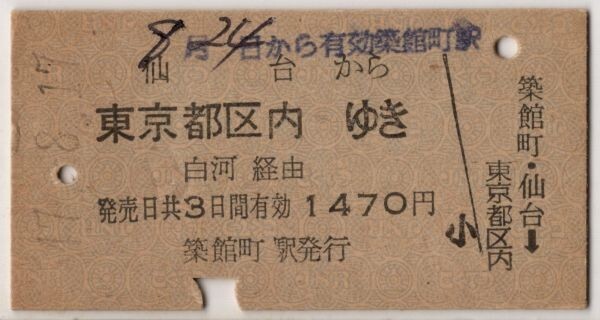 8月24日から有効築館町駅
仙台から
東京都区内 ゆき
白河 経由
発売日共3日間有効 1470円
築館町 駅発行
築館町・仙台➡
東京都区内
小